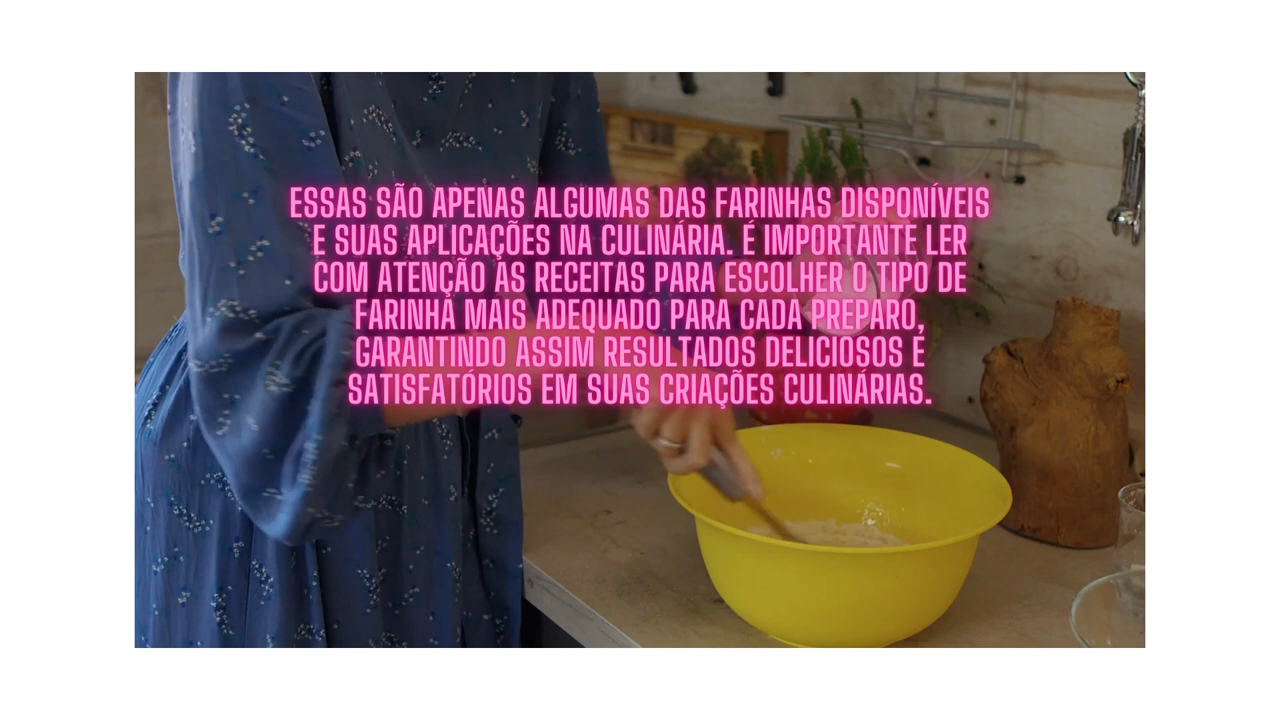 ESSAS SÃO APENAS ALGUMAS DAS FARINHAS DISPONÍVEIS
E SUAS APLICAÇÕES NA CULINÁRIA. É IMPORTANTE LER
COM ATENÇÃO AS RECEITAS PARA ESCOLHER O TIPO DE
FARINHA MAIS ADEQUADO PARA CADA PREPARO,
GARANTINDO ASSIM RESULTADOS DELICIOSOS E
SATISFATÓRIOS EM SUAS CRIAÇÕES CULINÁRIAS.